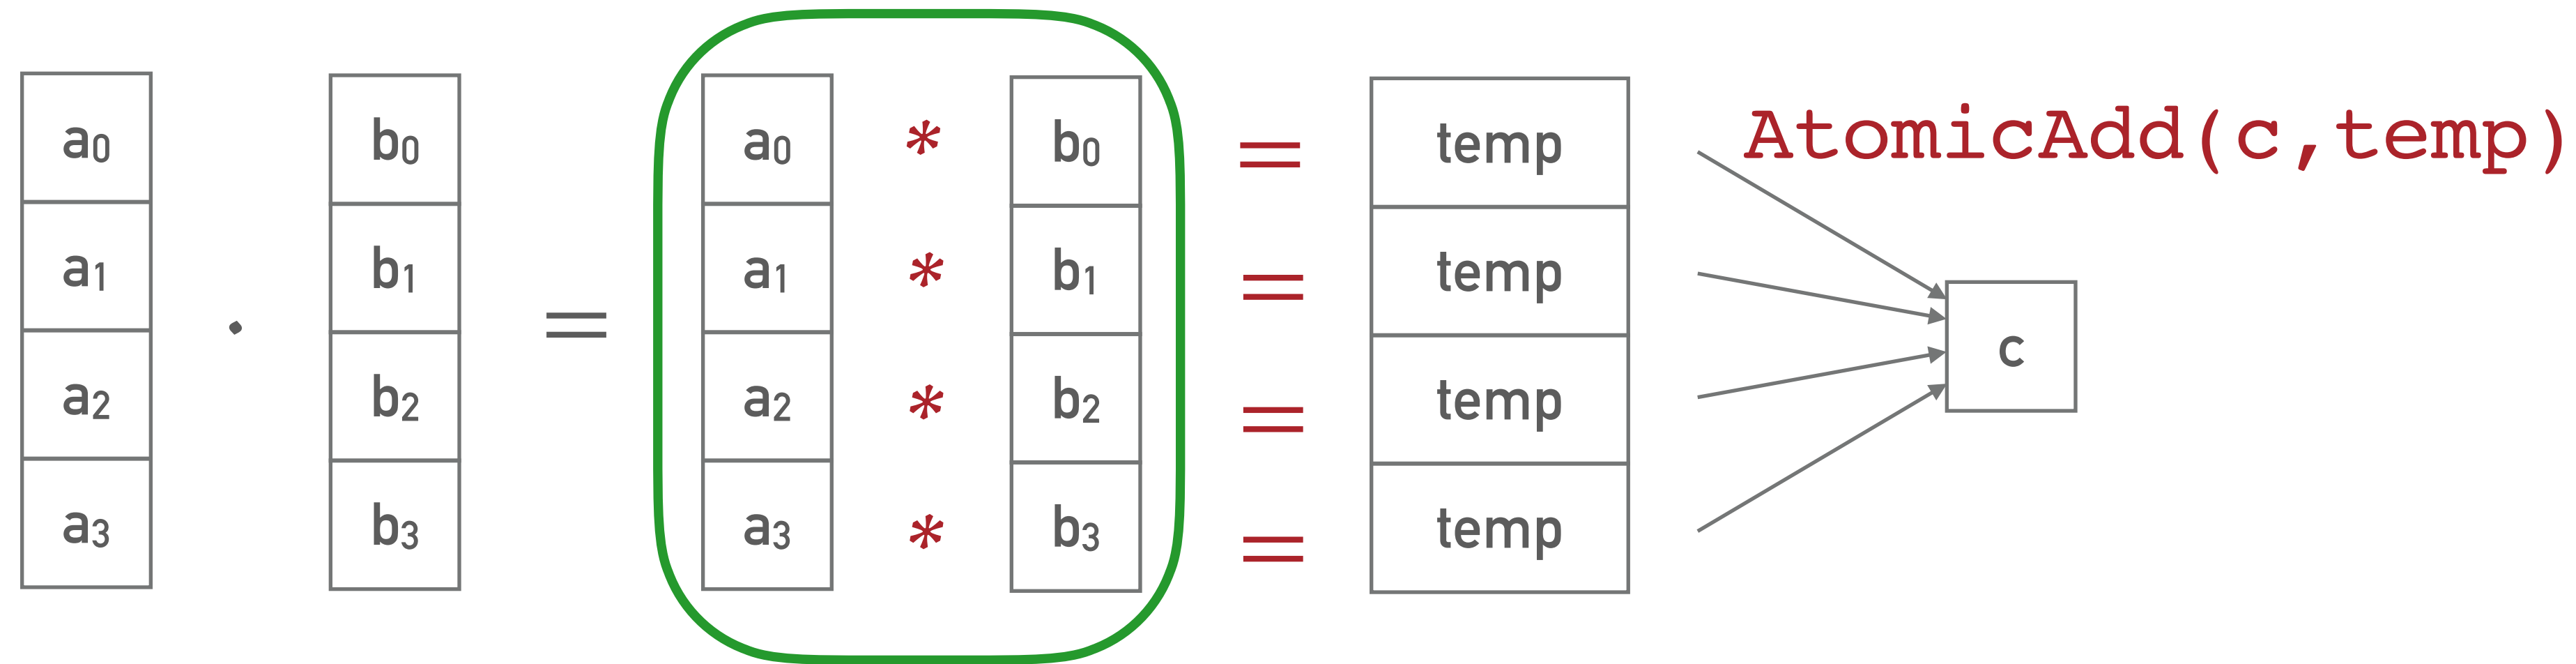 a0 b0 a0 * b0 = temp AtomicAdd(c,temp)
a1 b1 a1 * b1 = temp
· =
c
a2 b2 a2 * b2 = temp
a3 b3 a3 * b3 = temp